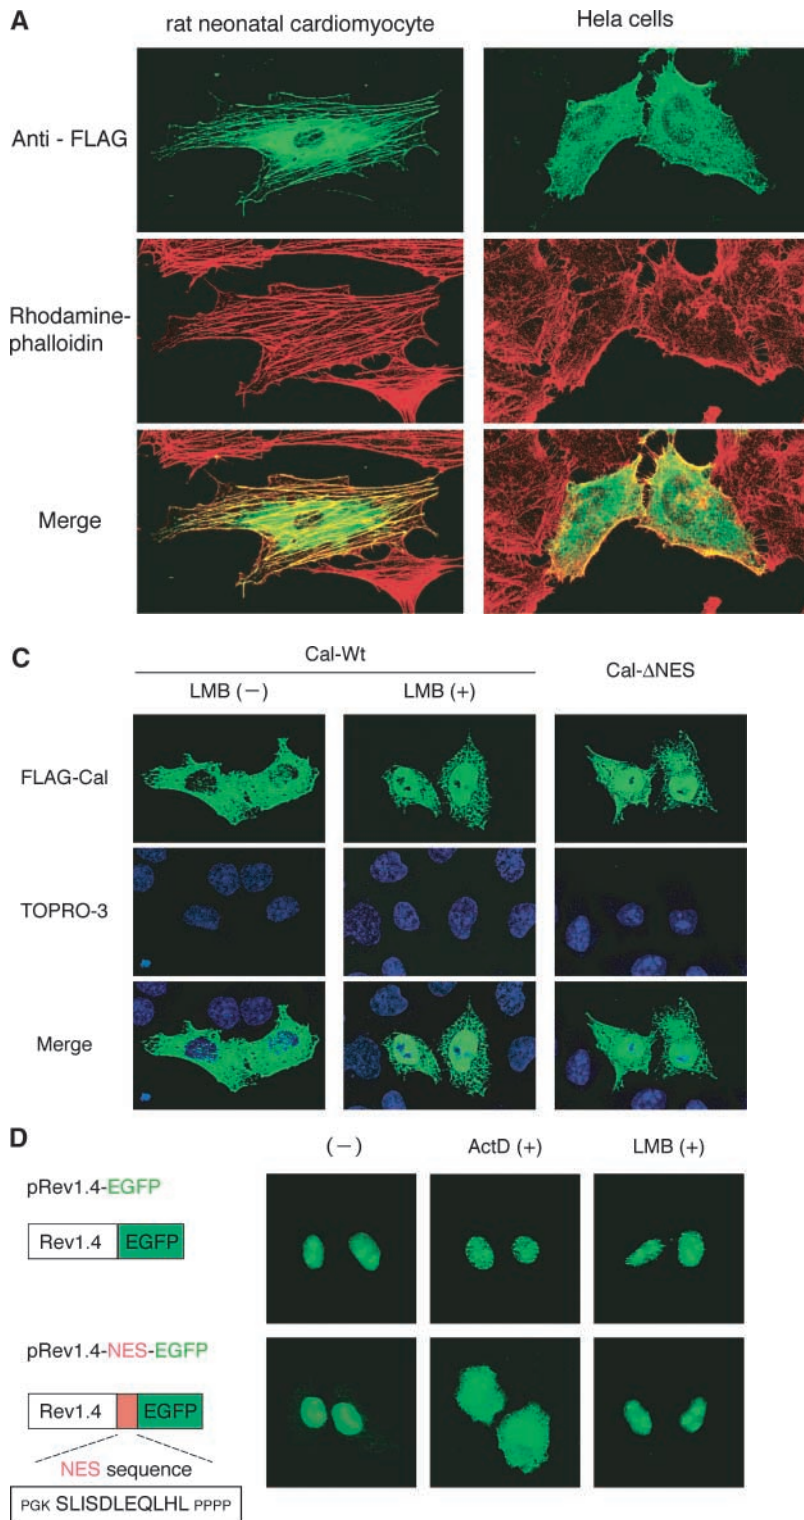 A
rat neonatal cardiomyocyte
Hela cells
Anti - FLAG
Rhodamine-
phalloidin
Merge
C
Cal-Wt
Cal-ΔNES
LMB (−)
LMB (+)
FLAG-Cal
TOPRO-3
Merge
D
(−)
ActD (+)
LMB (+)
pRev1.4-EGFP
Rev1.4 EGFP
pRev1.4-NES-EGFP
Rev1.4 EGFP
NES sequence
PGK SLISDLEQLHL PPPP